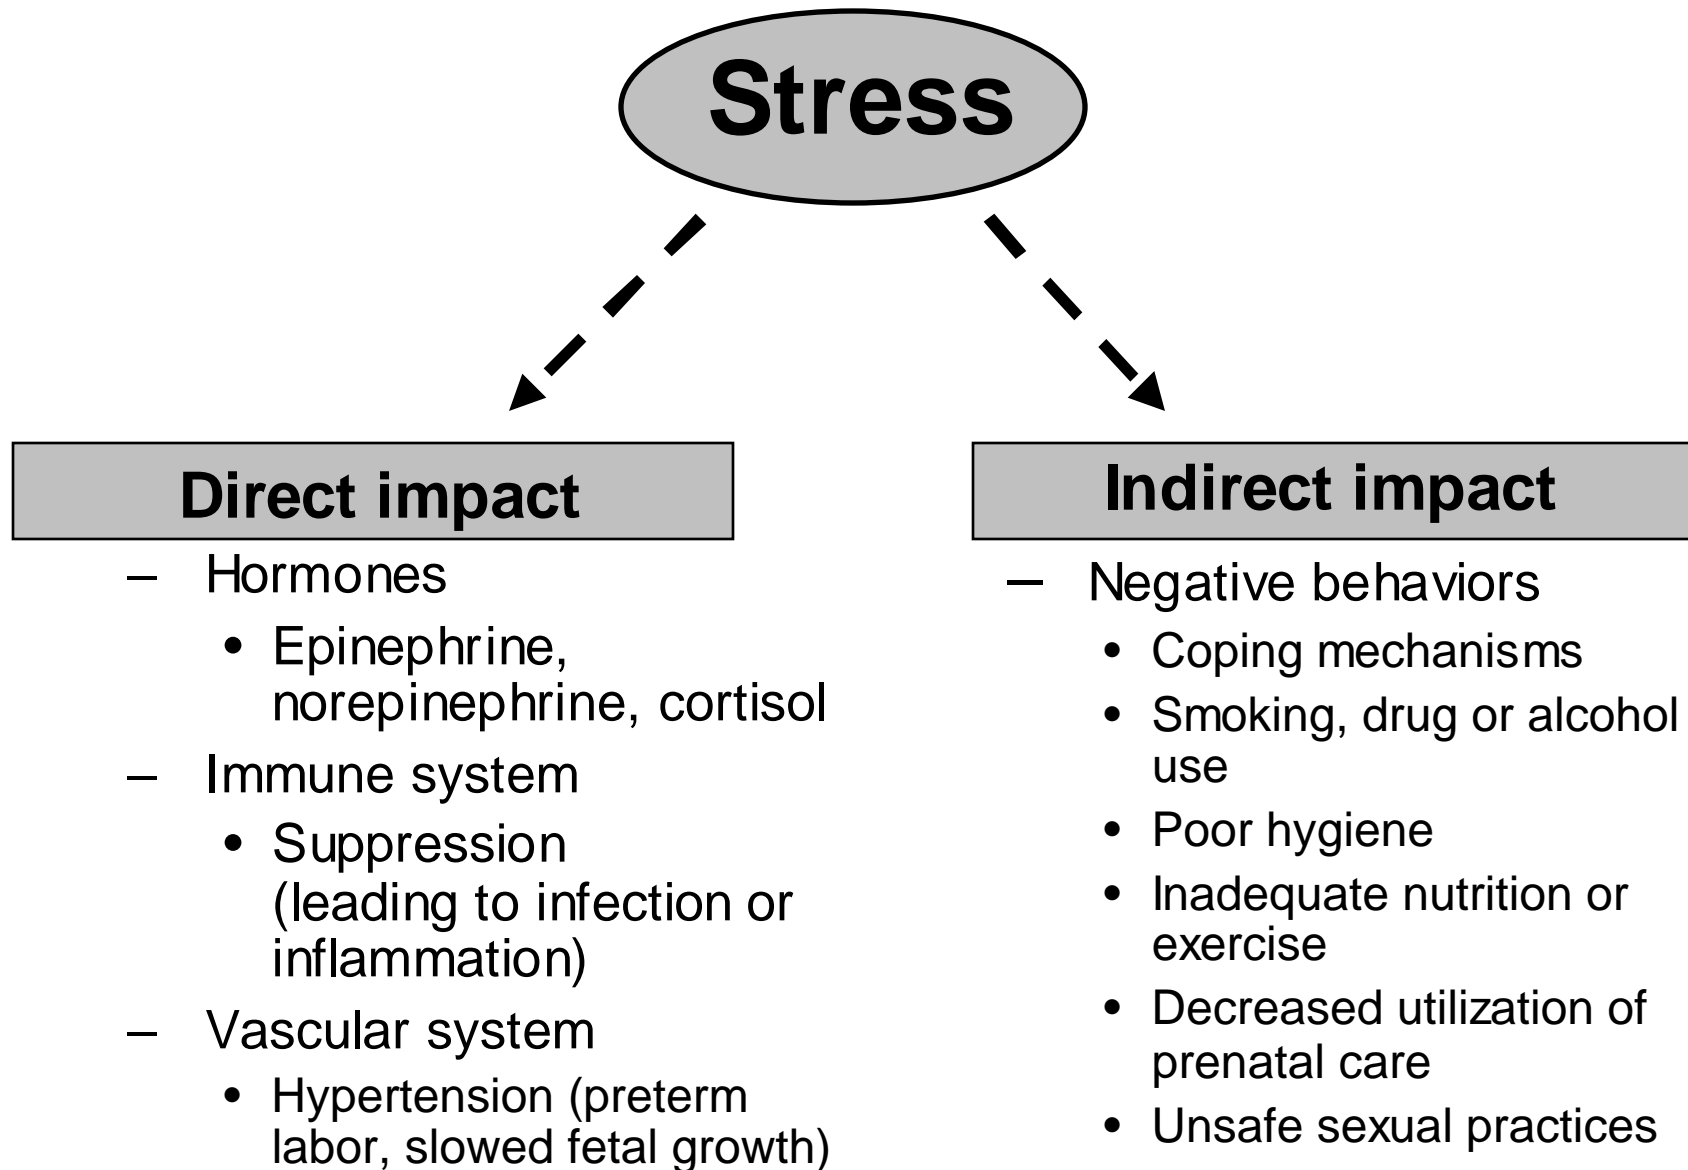 Stress
Direct impact
– Hormones
• Epinephrine,
norepinephrine, cortisol
– Immune system
• Suppression
(leading to infection or
inflammation)
– Vascular system
• Hypertension (preterm
labor, slowed fetal growth)
Indirect impact
– Negative behaviors
• Coping mechanisms
• Smoking, drug or alcohol
use
• Poor hygiene
• Inadequate nutrition or
exercise
• Decreased utilization of
prenatal care
• Unsafe sexual practices